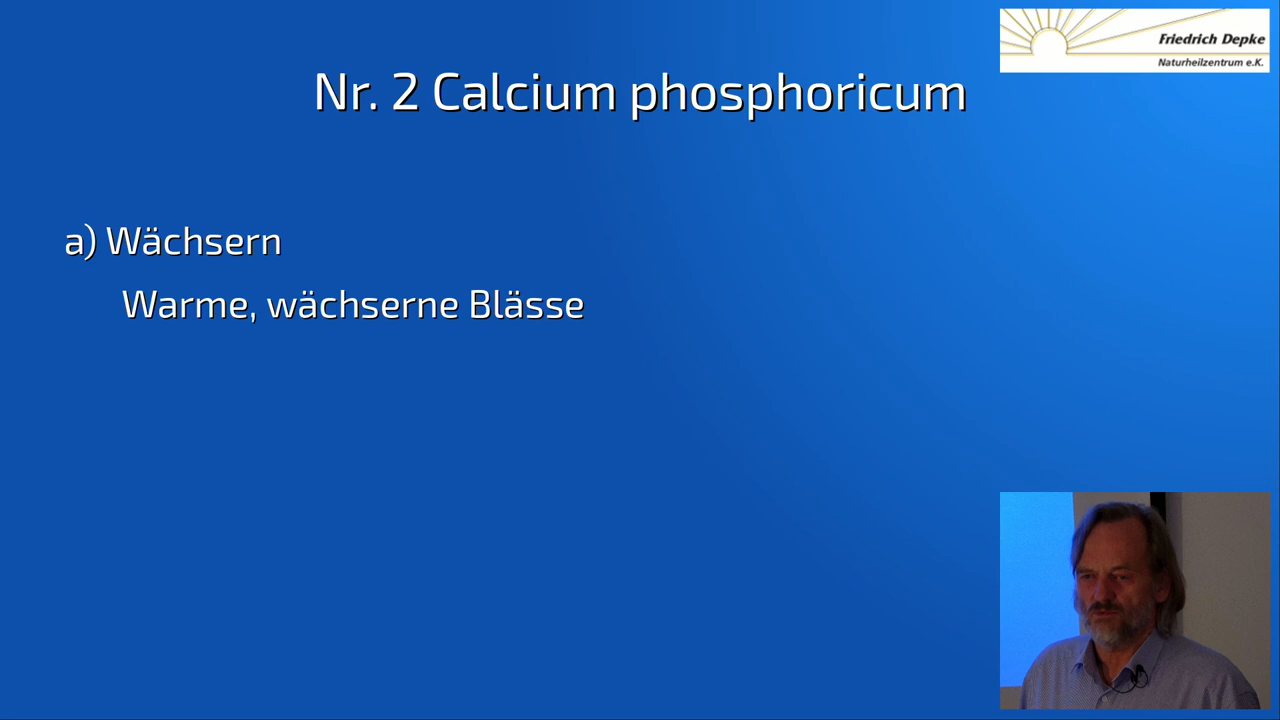 Friedrich Depke
Naturheilzentrum e.K.
Nr. 2 Calcium phosphoricum
a) Wächsern
Warme, wächserne Blässe